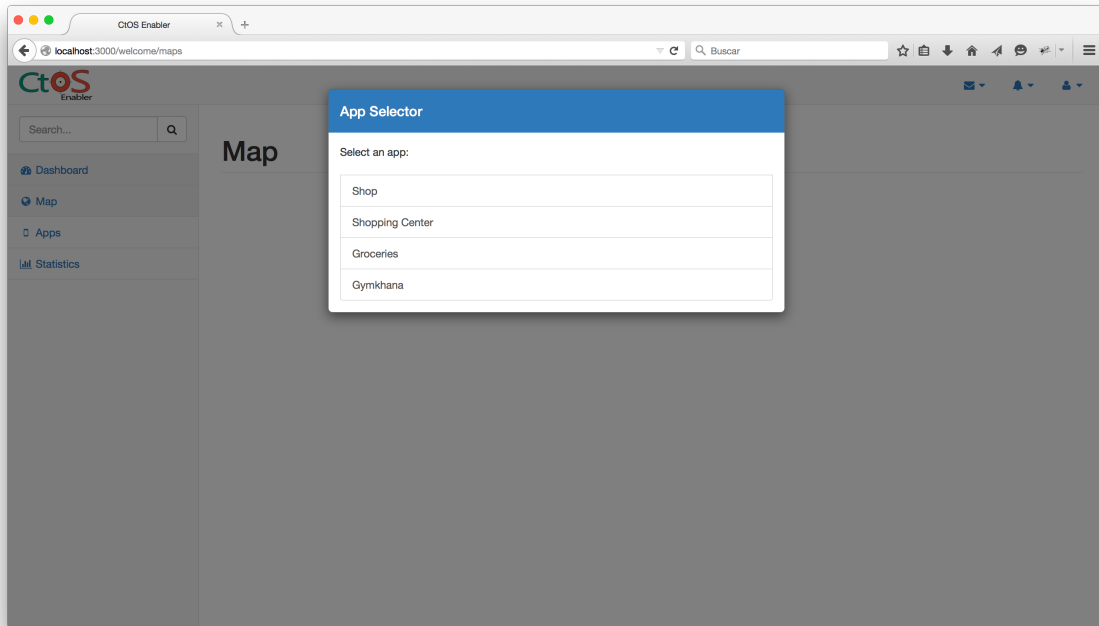 CtOS Enabler
localhost:3000/welcome/maps
Buscar
CtOS
Enabler
App Selector
Search...
Map
Select an app:
Dashboard
Map
Apps
Statistics
Shop
Shopping Center
Groceries
Gymkhana